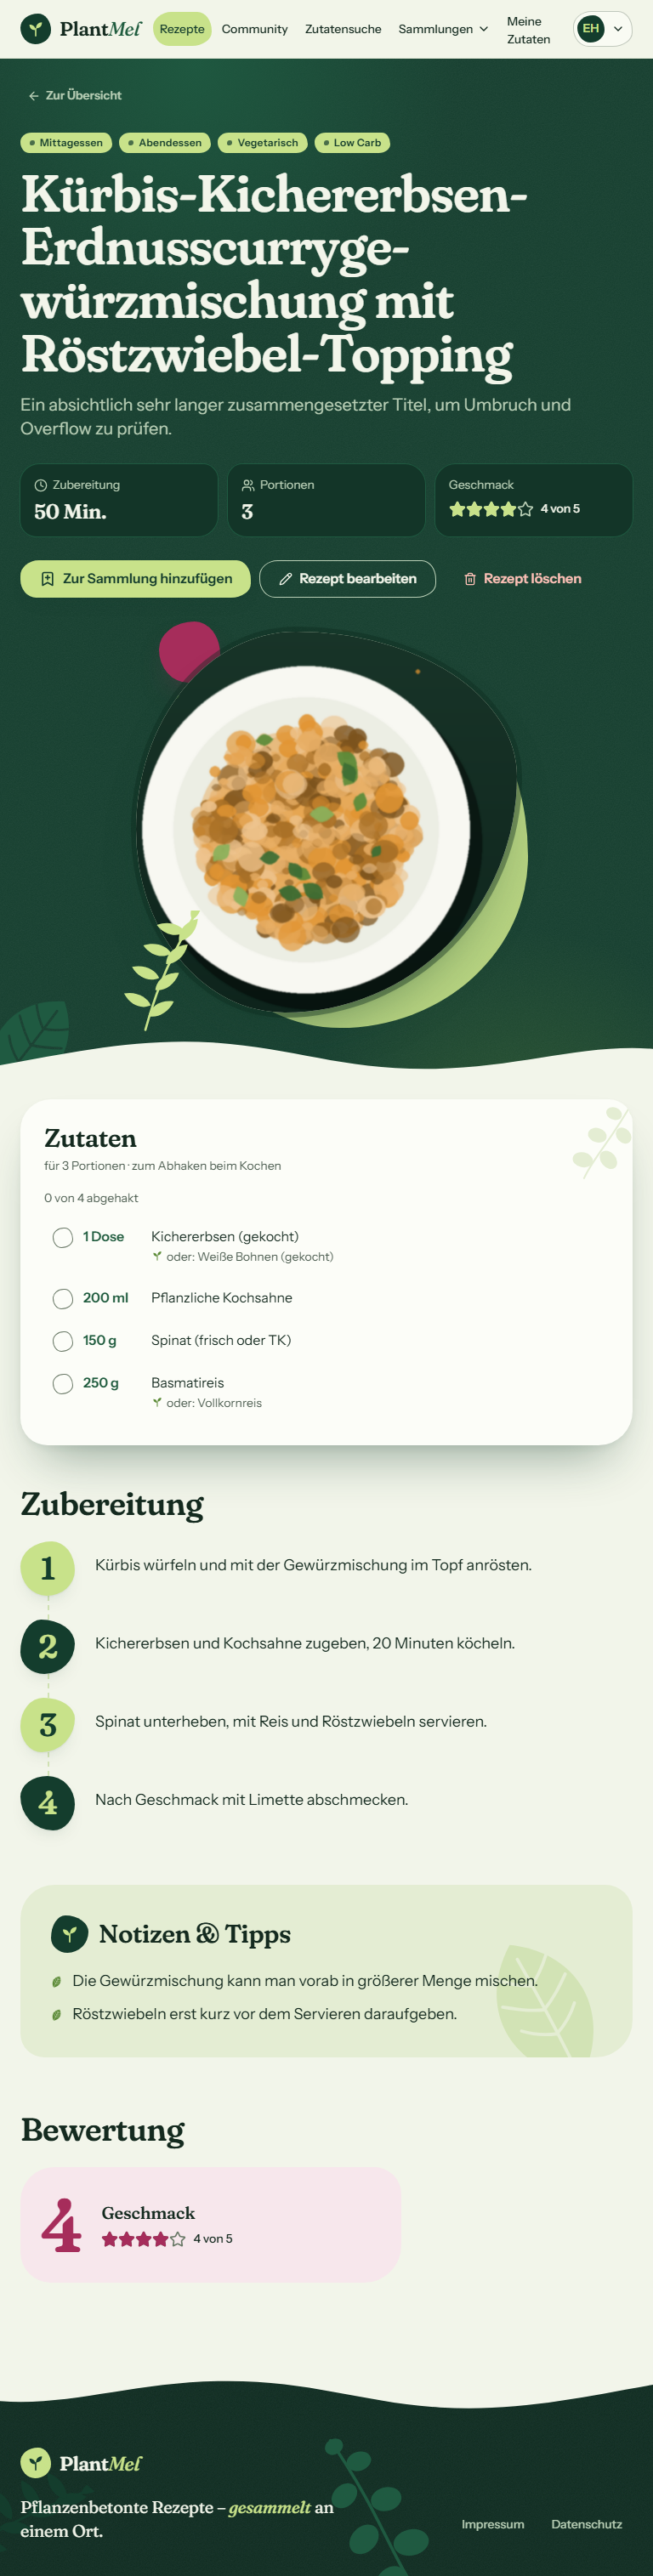 PlantMel
Rezepte
Community
Zutatensuche
Sammlungen
Meine
Zutaten
EH
Zur Übersicht
Mittagessen
Abendessen
Vegetarisch
Low Carb
Kürbis-Kichererbsen-
Erdnusscurryge-
würzmischung mit
Röstzwiebel-Topping
Ein absichtlich sehr langer zusammengesetzter Titel, um Umbruch und
Overflow zu prüfen.
Zubereitung
50 Min.
Portionen
3
Geschmack
4 von 5
Zur Sammlung hinzufügen
Rezept bearbeiten
Rezept löschen
Zutaten
für 3 Portionen · zum Abhaken beim Kochen
0 von 4 abgehakt
1 Dose Kichererbsen (gekocht)
oder: Weiße Bohnen (gekocht)
200 ml Pflanzliche Kochsahne
150 g Spinat (frisch oder TK)
250 g Basmatireis
oder: Vollkornreis
Zubereitung
1 Kürbis würfeln und mit der Gewürzmischung im Topf anrösten.
2 Kichererbsen und Kochsahne zugeben, 20 Minuten köcheln.
3 Spinat unterheben, mit Reis und Röstzwiebeln servieren.
4 Nach Geschmack mit Limette abschmecken.
Notizen & Tipps
Die Gewürzmischung kann man vorab in größerer Menge mischen.
Röstzwiebeln erst kurz vor dem Servieren daraufgeben.
Bewertung
4
Geschmack
4 von 5
PlantMel
Pflanzenbetonte Rezepte – gesammelt an
einem Ort.
Impressum
Datenschutz